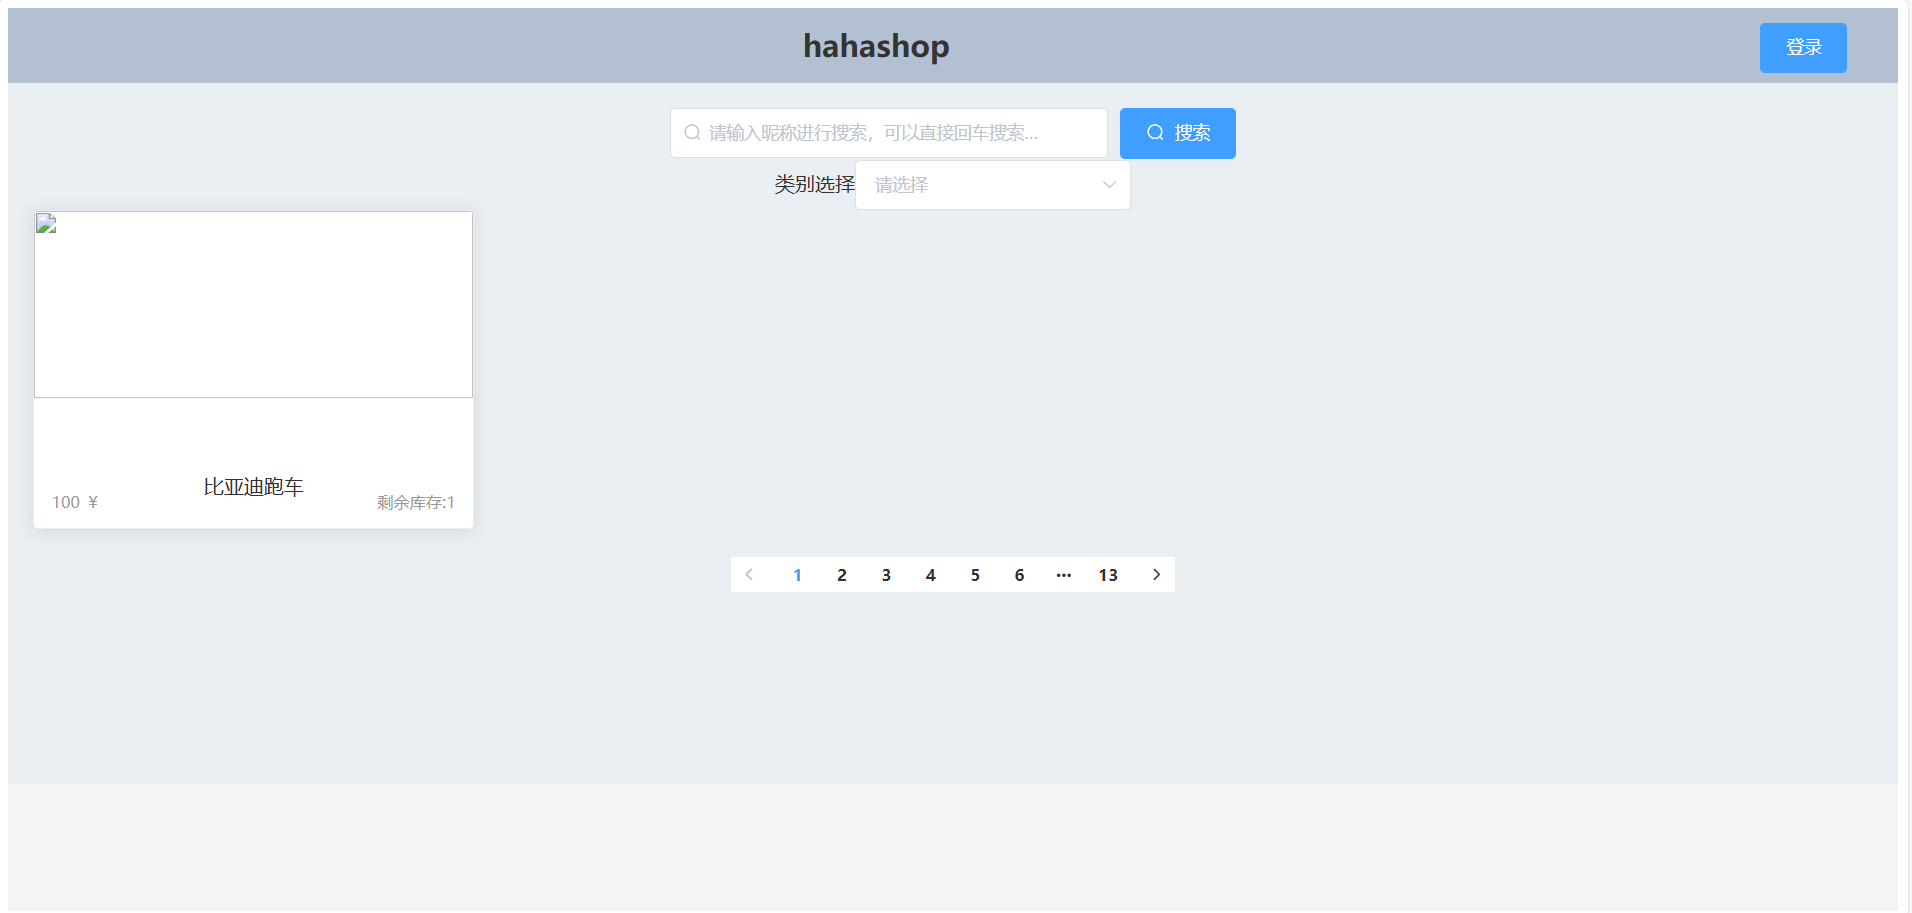 hahashop
登录
请输入昵称进行搜索，可以直接回车搜索...
搜索
类别选择
请选择
比亚迪跑车
100 ¥
剩余库存:1
1 2 3 4 5 6 ··· 13